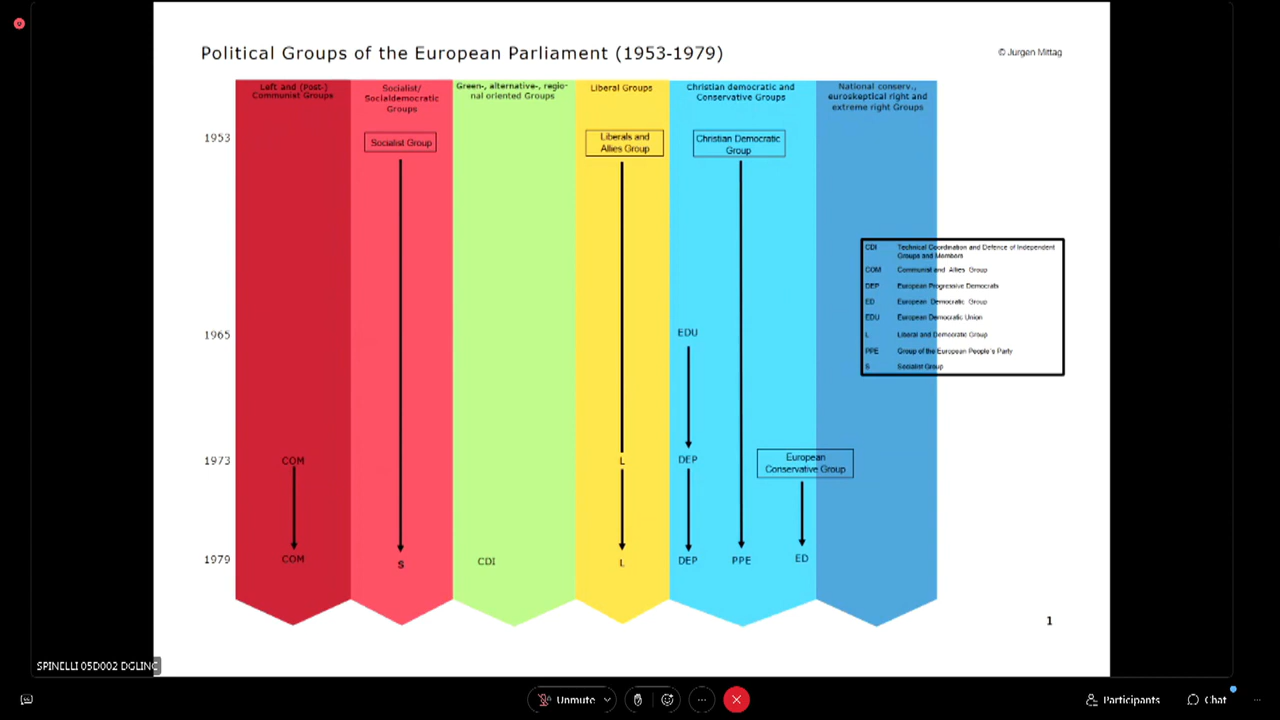 Political Groups of the European Parliament (1953-1979)
© Jurgen Mittag
Left and (Post-)
Communist Groups
Socialist/
Socialdemocratic
Groups
Green-, alternative-, regio-
nal oriented Groups
Liberal Groups
Christian democratic and
Conservative Groups
National conserv.,
euroskeptical right and
extreme right Groups
1953
Socialist Group
Liberals and
Allies Group
Christian Democratic
Group
CDI Technical Coordination and Defence of Independent
Groups and Members
COM Communist and Allies Group
DEP European Progressive Democrats
ED European Democratic Group
EDU European Democratic Union
L Liberal and Democratic Group
PPE Group of the European People's Party
S Socialist Group
1965
EDU
1973
COM
L
DEP
European
Conservative Group
1979
COM
S
CDI
L
DEP
PPE
ED
1
SPINELLI 05D002 DGLINC
Unmute
Participants
Chat